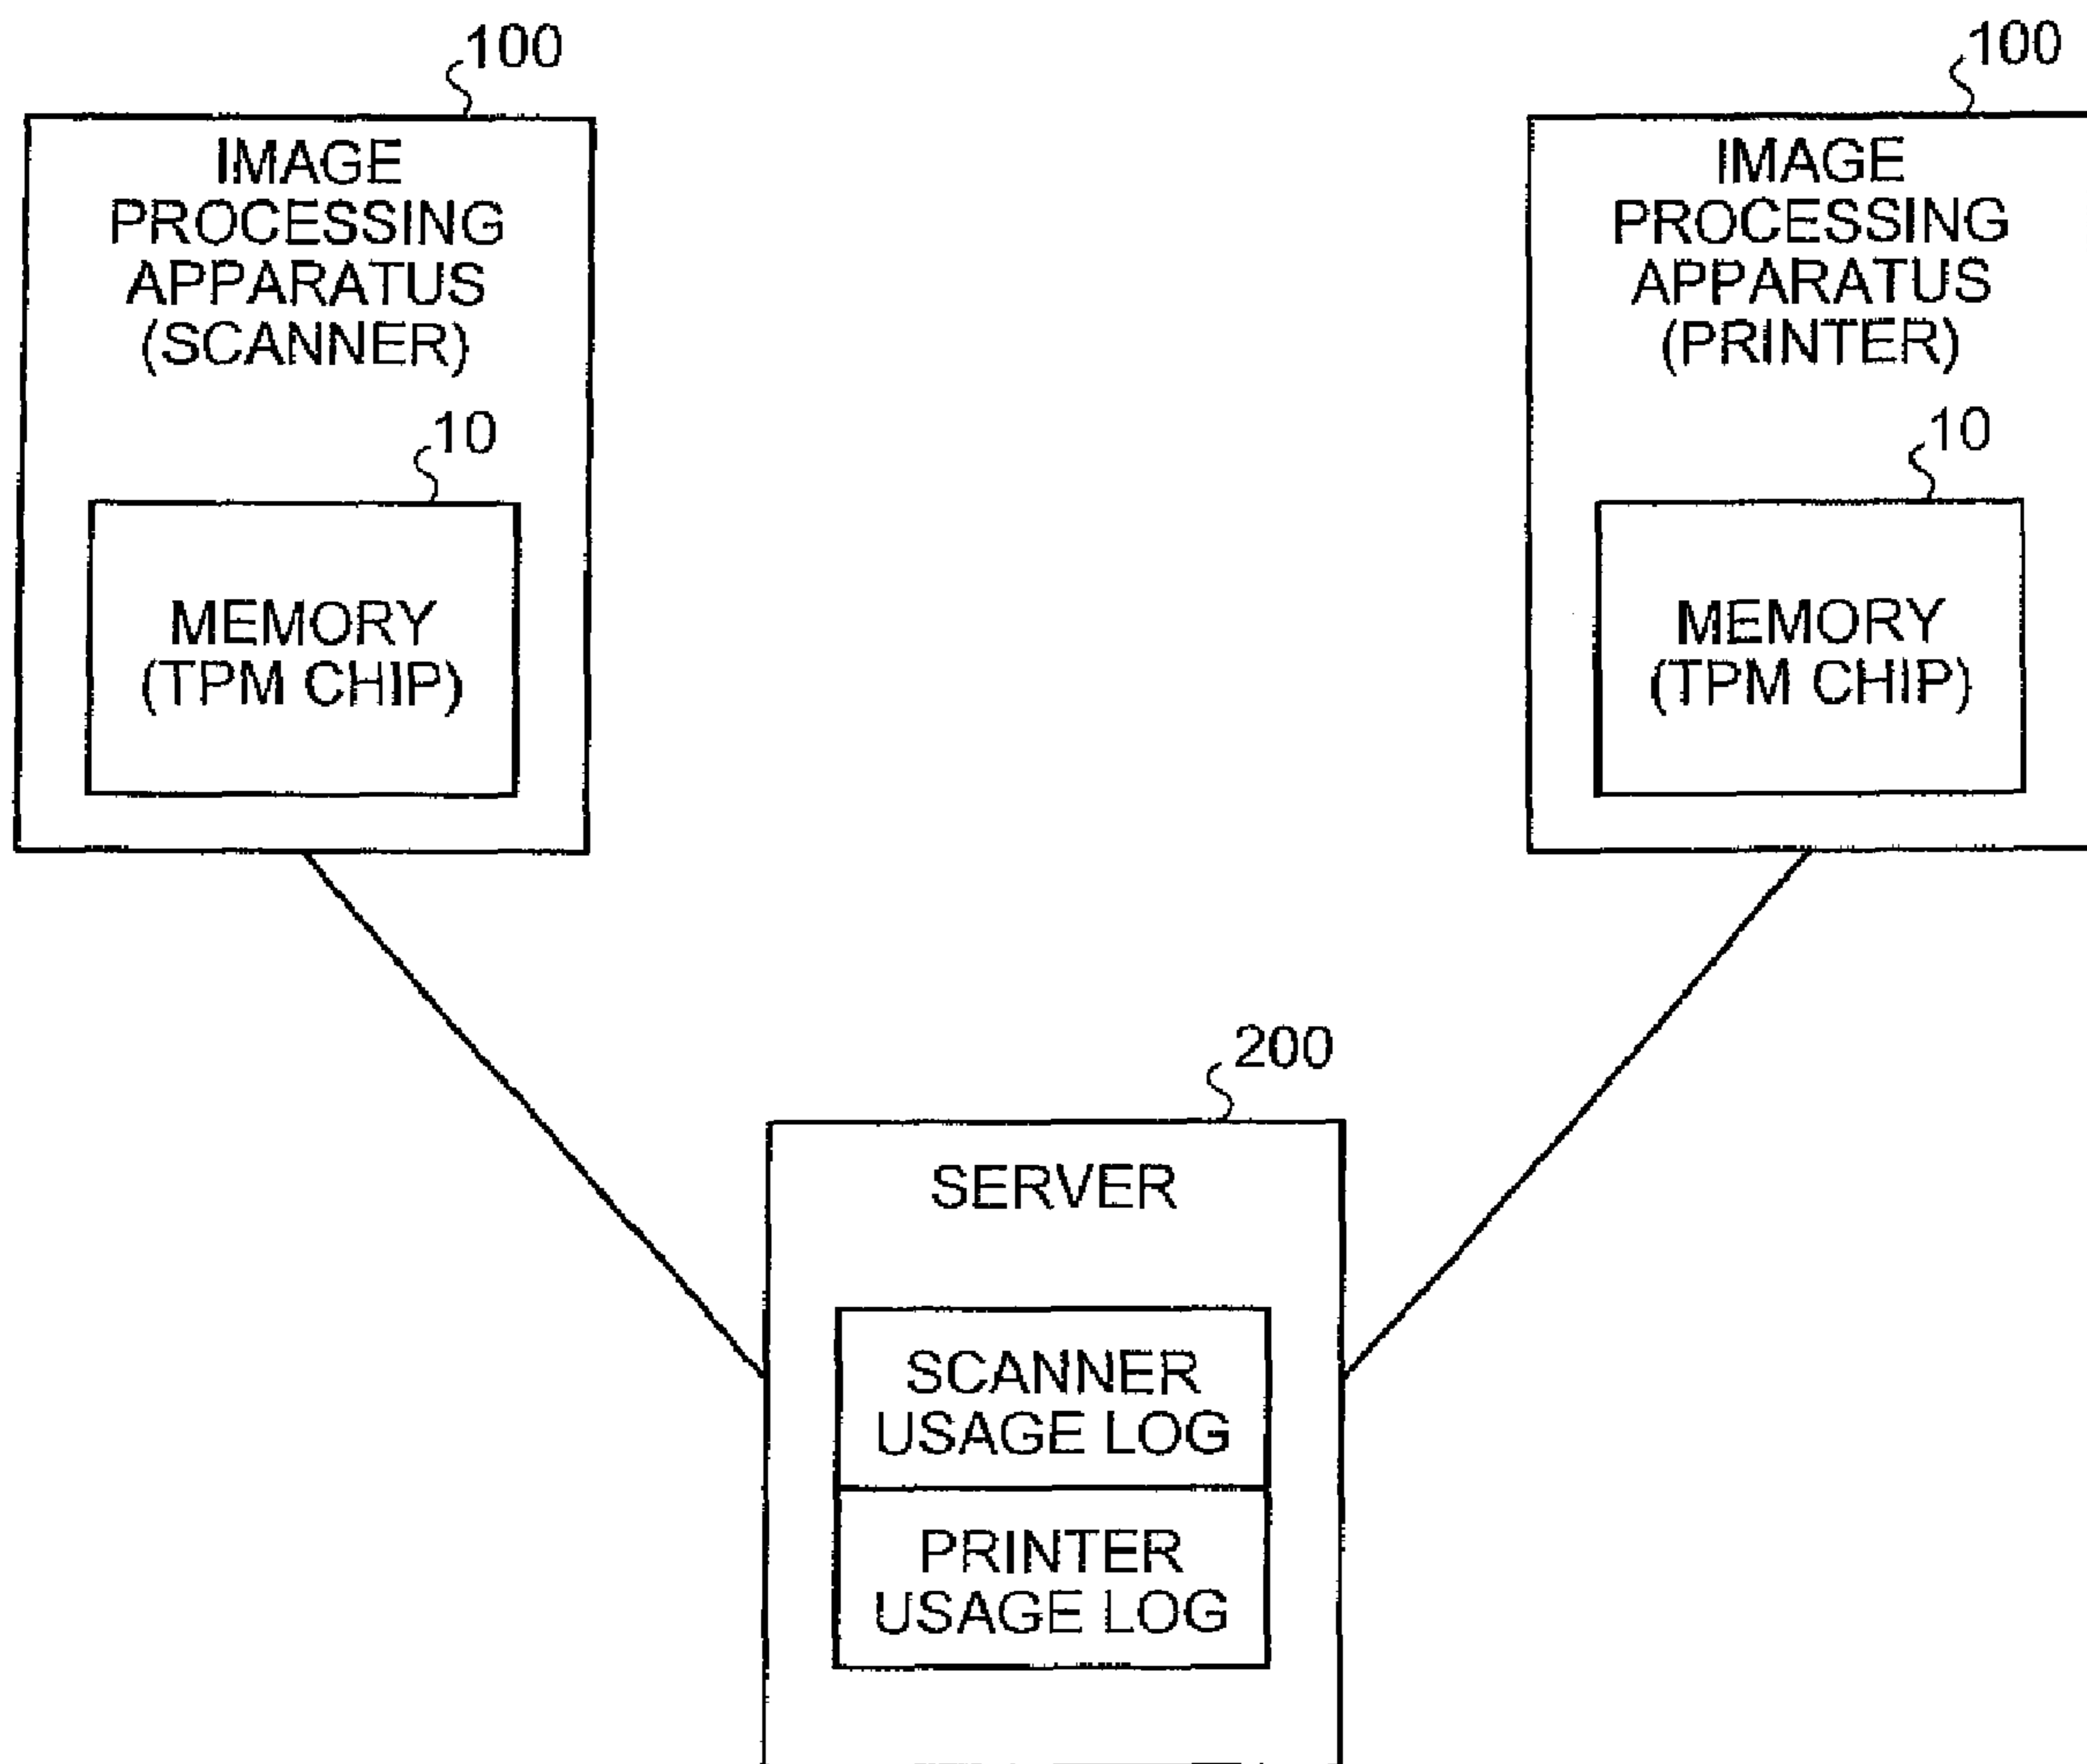 100
IMAGE
PROCESSING
APPARATUS
(SCANNER)
10
MEMORY
(TPM CHIP)
100
IMAGE
PROCESSING
APPARATUS
(PRINTER)
10
MEMORY
(TPM CHIP)
200
SERVER
SCANNER
USAGE LOG
PRINTER
USAGE LOG